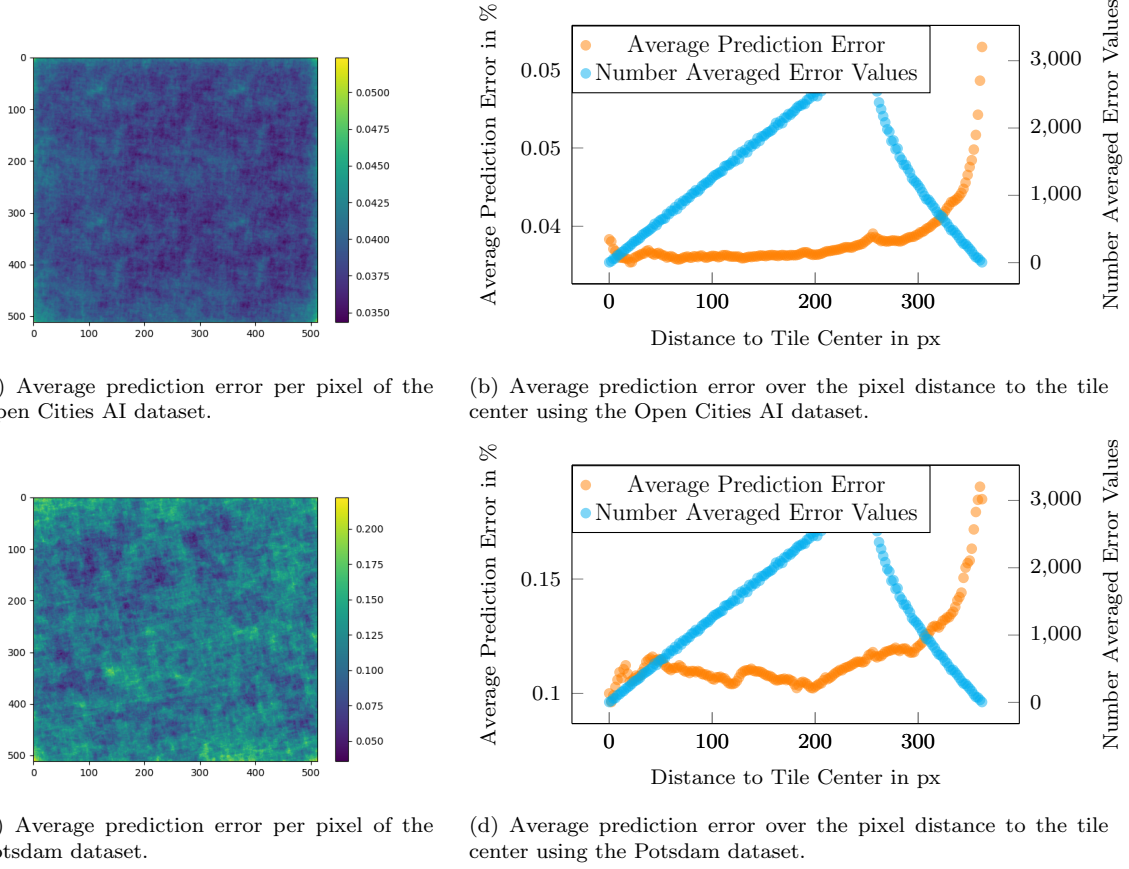 0
100
200
300
400
500
0 100 200 300 400 500
0.0500
0.0475
0.0450
0.0425
0.0400
0.0375
0.0350
Average Prediction Error in %
0.05
0.05
0.04
Average Prediction Error
Number Averaged Error Values
3,000
2,000
1,000
0
Number Averaged Error Values
0 100 200 300
Distance to Tile Center in px
) Average prediction error per pixel of the
pen Cities AI dataset.
(b) Average prediction error over the pixel distance to the tile
center using the Open Cities AI dataset.
0
100
200
300
400
500
0 100 200 300 400 500
0.200
0.175
0.150
0.125
0.100
0.075
0.050
Average Prediction Error in %
0.15
0.1
Average Prediction Error
Number Averaged Error Values
3,000
2,000
1,000
0
Number Averaged Error Values
0 100 200 300
Distance to Tile Center in px
) Average prediction error per pixel of the
otsdam dataset.
(d) Average prediction error over the pixel distance to the tile
center using the Potsdam dataset.